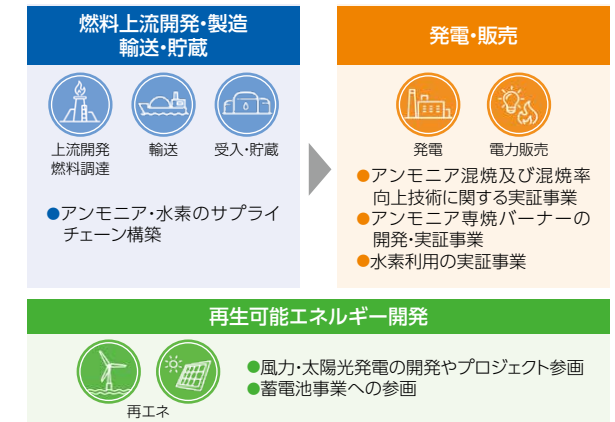 燃料上流開発・製造
輸送・貯蔵
上流開発
燃料調達
輸送
受入・貯蔵
●アンモニア・水素のサプライ
チェーン構築
発電・販売
発電
電力販売
●アンモニア混焼及び混焼率
向上技術に関する実証事業
●アンモニア専焼バーナーの
開発・実証事業
●水素利用の実証事業
再生可能エネルギー開発
再エネ
●風力・太陽光発電の開発やプロジェクト参画
●蓄電池事業への参画